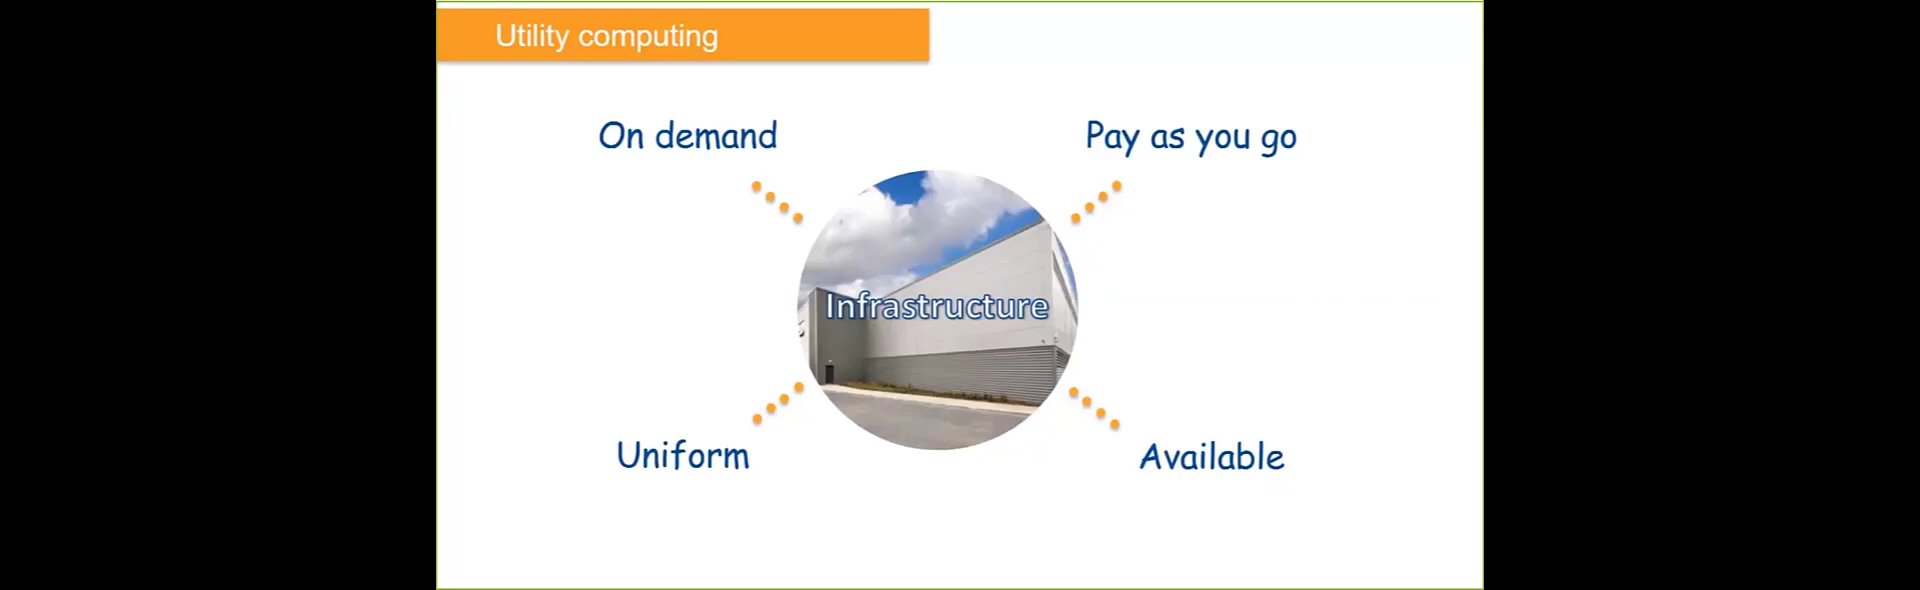 Utility computing
On demand
Pay as you go
Infrastructure
Uniform
Available